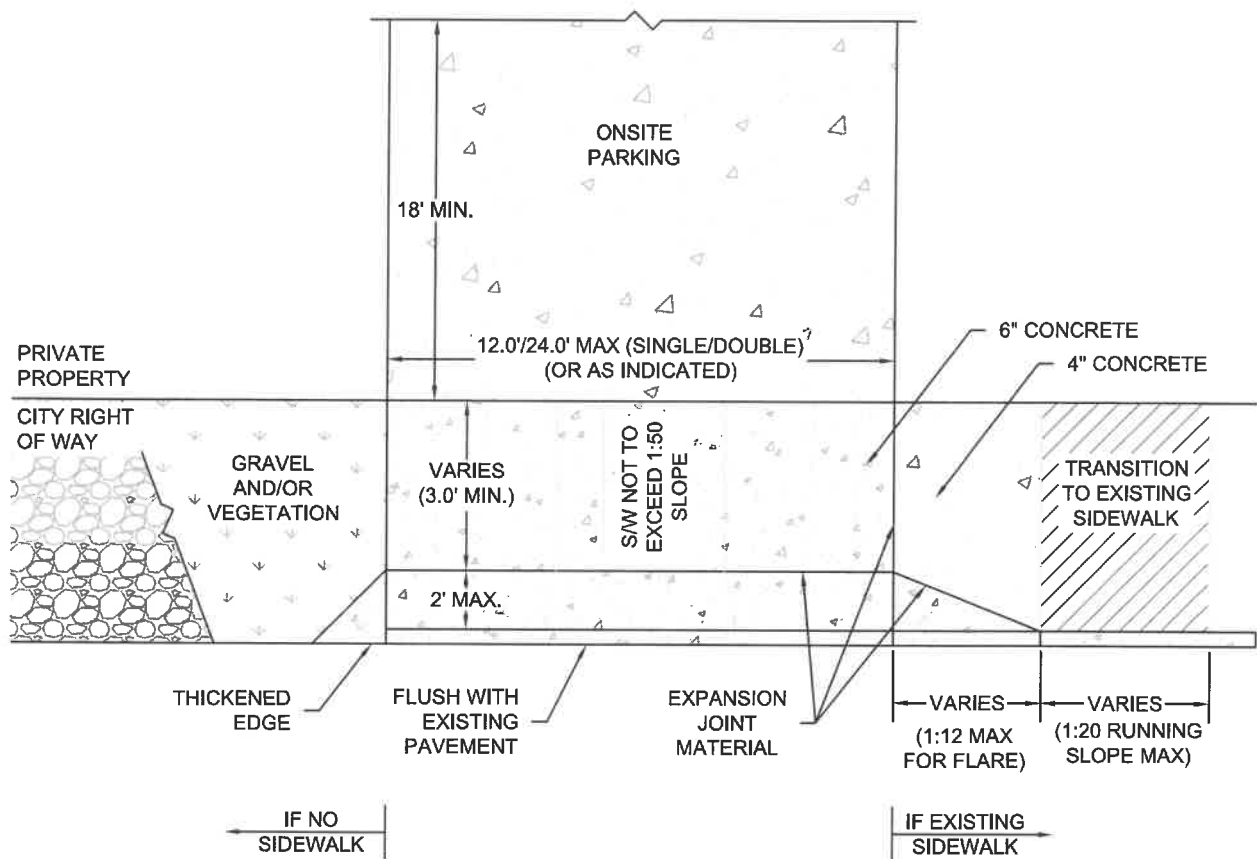 ONSITE
PARKING
18' MIN.
12.0'/24.0' MAX (SINGLE/DOUBLE)
(OR AS INDICATED)
6" CONCRETE
4" CONCRETE
PRIVATE
PROPERTY
CITY RIGHT
OF WAY
GRAVEL
AND/OR
VEGETATION
VARIES
(3.0' MIN.)
S/W NOT TO
EXCEED 1:50
SLOPE
TRANSITION
TO EXISTING
SIDEWALK
2' MAX.
THICKENED
EDGE
FLUSH WITH
EXISTING
PAVEMENT
EXPANSION
JOINT
MATERIAL
VARIES
(1:12 MAX
FOR FLARE)
VARIES
(1:20 RUNNING
SLOPE MAX)
IF NO
SIDEWALK
IF EXISTING
SIDEWALK